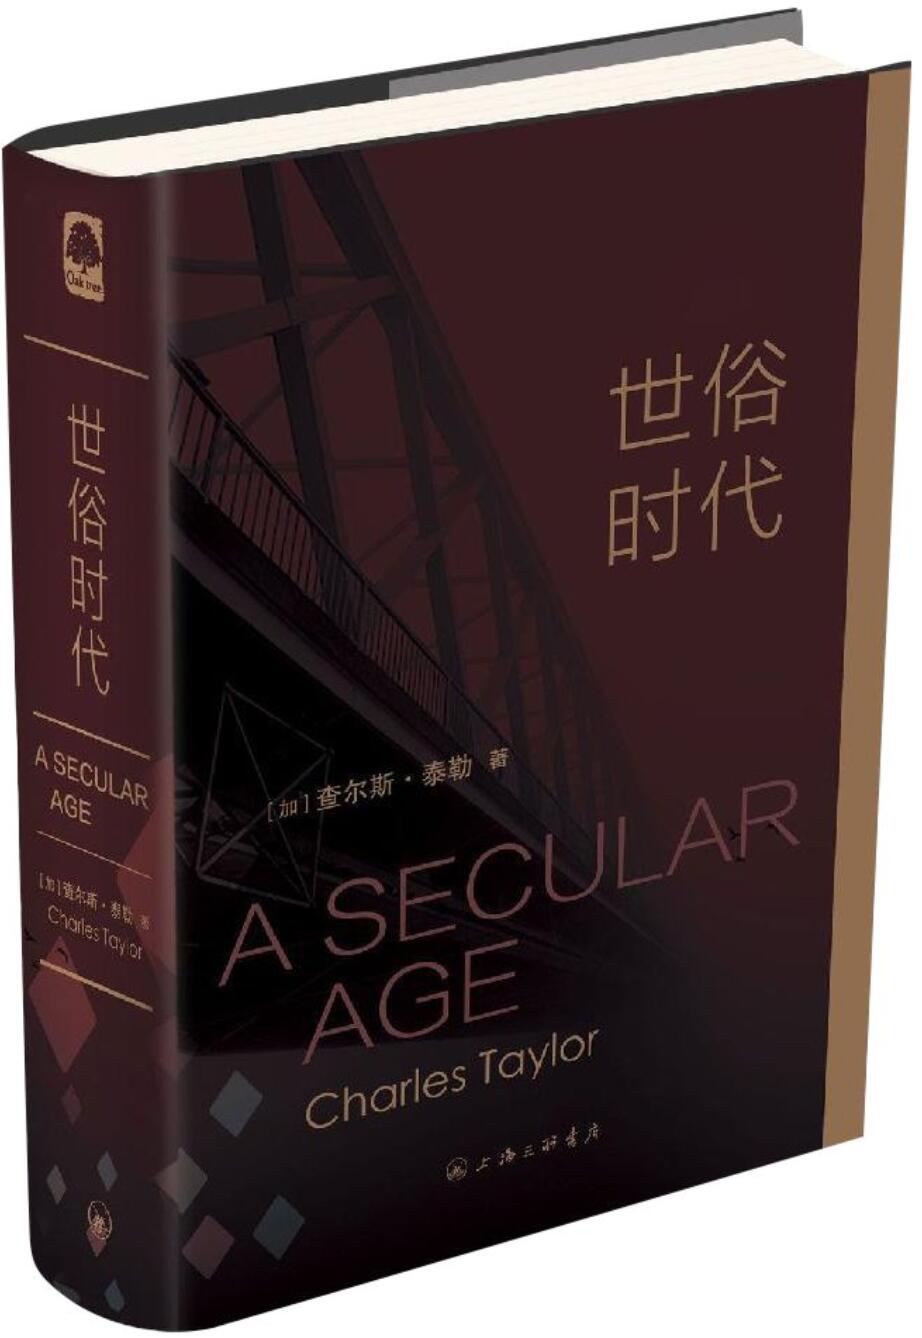 Oak tree
世俗时代
A SECULAR
AGE
[加]查尔斯·泰勒 著
Charles Taylor
世俗
时代
[加]查尔斯·泰勒 著
A SECULAR
AGE
Charles Taylor
上海三联书店